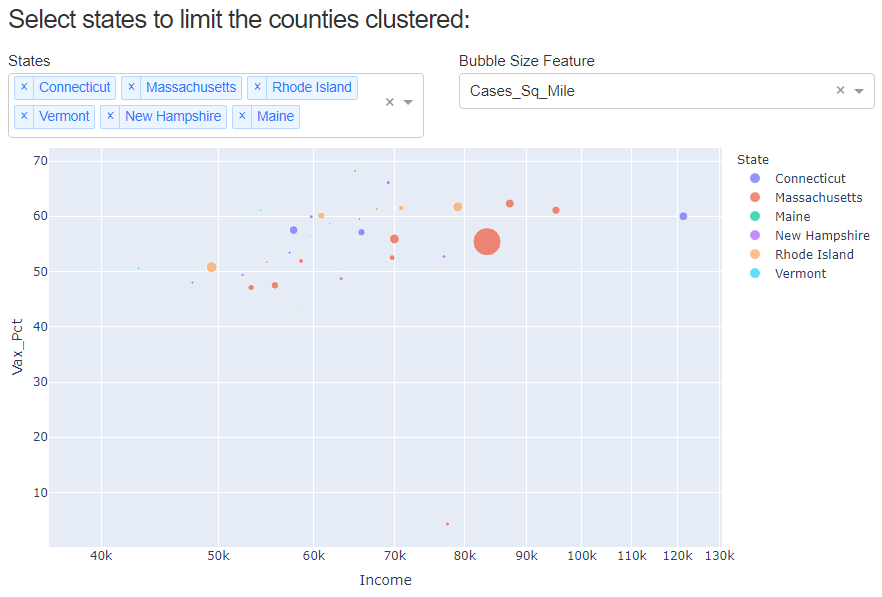 Select states to limit the counties clustered:
States
Bubble Size Feature
× Connecticut × Massachusetts × Rhode Island
× Vermont × New Hampshire × Maine
×
Cases_Sq_Mile ×
State
Connecticut
Massachusetts
Maine
New Hampshire
Rhode Island
Vermont
70
60
50
40
30
20
10
Vax_Pct
40k 50k 60k 70k 80k 90k 100k 110k 120k 130k
Income